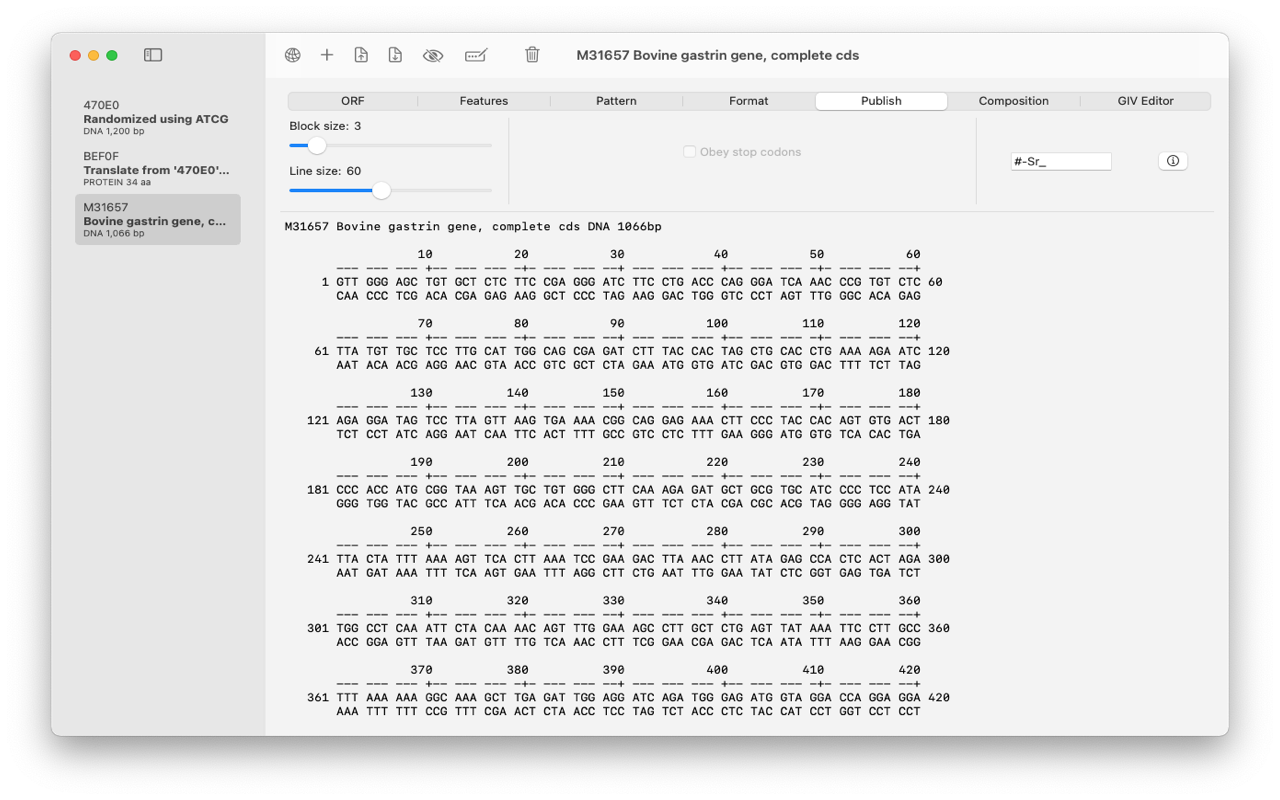 M31657 Bovine gastrin gene, complete cds
470E0
Randomized using ATCG
DNA 1,200 bp
BEF0F
Translate from '470E0'...
PROTEIN 34 aa
M31657
Bovine gastrin gene, c...
DNA 1,066 bp
ORF Features Pattern Format Publish Composition GIV Editor
Block size: 3
Line size: 60
Obey stop codons
#-Sr_
M31657 Bovine gastrin gene, complete cds DNA 1066bp
10 20 30 40 50 60
--- --- --- +-- --- --- -+- --- --- --+ --- --- --- +-- --- --- -+- --- --- --+
1 GTT GGG AGC TGT GCT CTC TTC CGA GGG ATC TTC CTG ACC CAG GGA TCA AAC CCG TGT CTC 60
CAA CCC TCG ACA CGA GAG AAG GCT CCC TAG AAG GAC TGG GTC CCT AGT TTG GGC ACA GAG
70 80 90 100 110 120
--- --- --- +-- --- --- -+- --- --- --+ --- --- --- +-- --- --- -+- --- --- --+
61 TTA TGT TGC TCC TTG CAT TGG CAG CGA GAT CTT TAC CAC TAG CTG CAC CTG AAA AGA ATC 120
AAT ACA ACG AGG AAC GTA ACC GTC GCT CTA GAA ATG GTG ATC GAC GTG GAC TTT TCT TAG
130 140 150 160 170 180
--- --- --- +-- --- --- -+- --- --- --+ --- --- --- +-- --- --- -+- --- --- --+
121 AGA GGA TAG TCC TTA GTT AAG TGA AAA CGG CAG GAG AAA CTT CCC TAC CAC AGT GTG ACT 180
TCT CCT ATC AGG AAT CAA TTC ACT TTT GCC GTC CTC TTT GAA GGG ATG GTG TCA CAC TGA
190 200 210 220 230 240
--- --- --- +-- --- --- -+- --- --- --+ --- --- --- +-- --- --- -+- --- --- --+
181 CCC ACC ATG CGG TAA AGT TGC TGT GGG CTT CAA AGA GAT GCT GCG TGC ATC CCC TCC ATA 240
GGG TGG TAC GCC ATT TCA ACG ACA CCC GAA GTT TCT CTA CGA CGC ACG TAG GGG AGG TAT
250 260 270 280 290 300
--- --- --- +-- --- --- -+- --- --- --+ --- --- --- +-- --- --- -+- --- --- --+
241 TTA CTA TTT AAA AGT TCA CTT AAA TCC GAA GAC TTA AAC CTT ATA GAG CCA CTC ACT AGA 300
AAT GAT AAA TTT TCA AGT GAA TTT AGG CTT CTG AAT TTG GAA TAT CTC GGT GAG TGA TCT
310 320 330 340 350 360
--- --- --- +-- --- --- -+- --- --- --+ --- --- --- +-- --- --- -+- --- --- --+
301 TGG CCT CAA ATT CTA CAA AAC AGT TTG GAA AGC CTT GCT CTG AGT TAT AAA TTC CTT GCC 360
ACC GGA GTT TAA GAT GTT TTG TCA AAC CTT TCG GAA CGA GAC TCA ATA TTT AAG GAA CGG
370 380 390 400 410 420
--- --- --- +-- --- --- -+- --- --- --+ --- --- --- +-- --- --- -+- --- --- --+
361 TTT AAA AAA GGC AAA GCT TGA GAT TGG AGG ATC AGA TGG GAG ATG GTA GGA CCA GGA GGA 420
AAA TTT TTT CCG TTT CGA ACT CTA ACC TCC TAG TCT ACC CTC TAC CAT CCT GGT CCT CCT